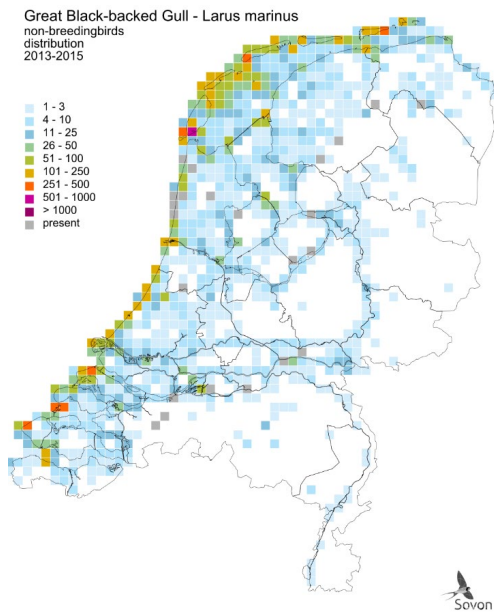 Great Black-backed Gull - Larus marinus
non-breedingbirds
distribution
2013-2015
1 - 3
4 - 10
11 - 25
26 - 50
51 - 100
101 - 250
251 - 500
501 - 1000
> 1000
present
Sovon